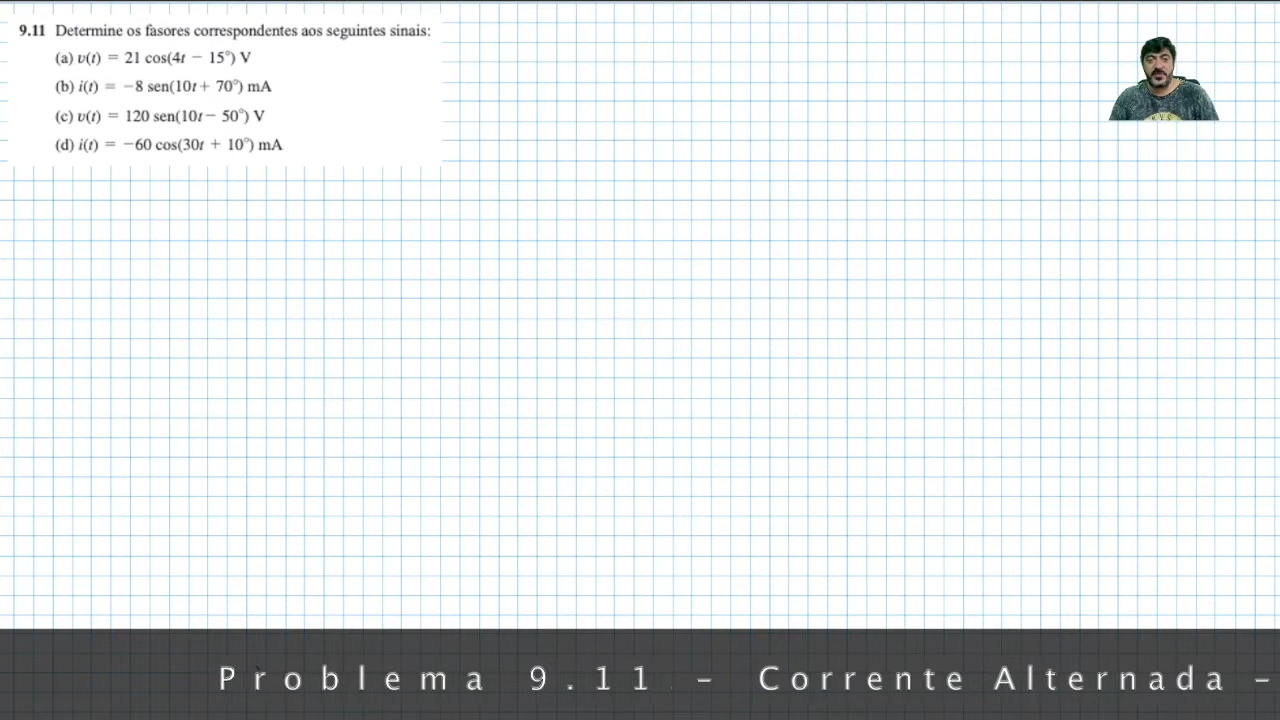 9.11 Determine os fasores correspondentes aos seguintes sinais:
(a) v(t) = 21 cos(4t − 15°) V
(b) i(t) = −8 sen(10t + 70°) mA
(c) v(t) = 120 sen(10t − 50°) V
(d) i(t) = −60 cos(30t + 10°) mA
Problema 9.11 - Corrente Alternada -